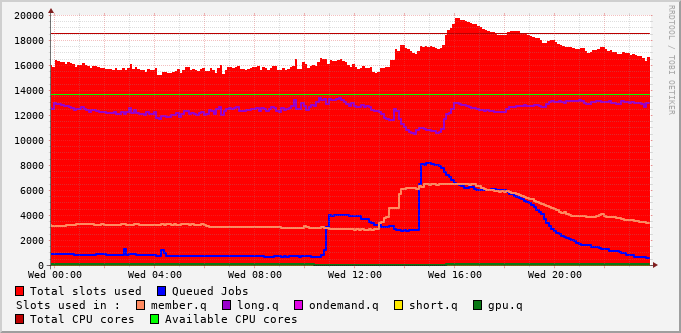 20000
18000
16000
14000
12000
10000
8000
6000
4000
2000
0
Wed 00:00 Wed 04:00 Wed 08:00 Wed 12:00 Wed 16:00 Wed 20:00
Total slots used Queued Jobs
Slots used in : member.q long.q ondemand.q short.q gpu.q
Total CPU cores Available CPU cores
RRDTOOL / TOBI OETIKER